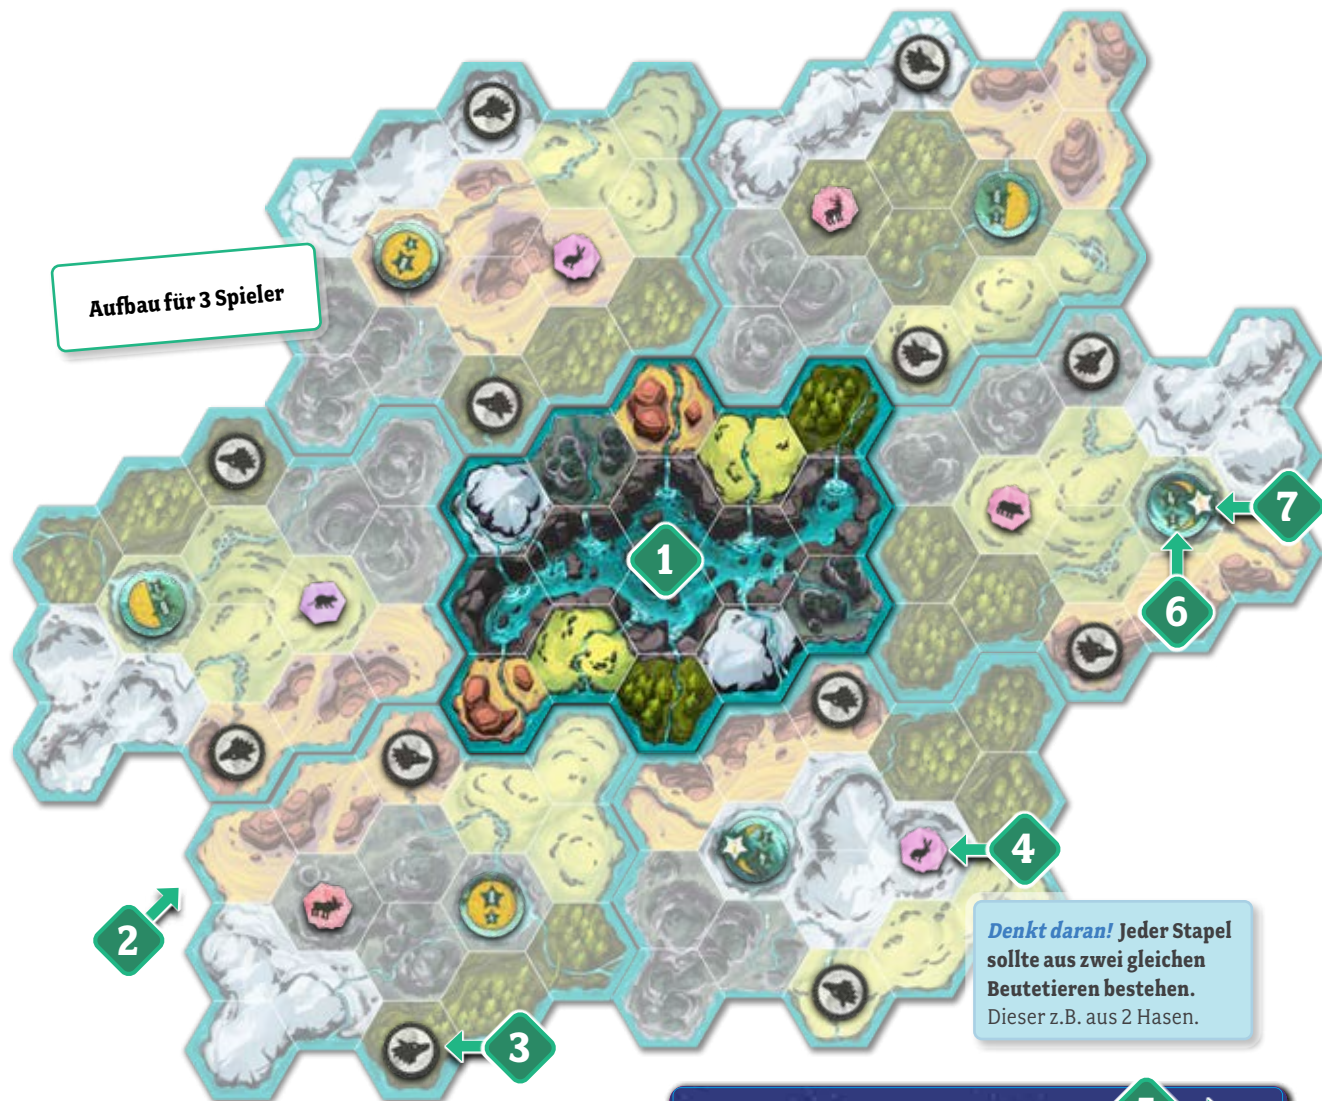 Aufbau für 3 Spieler
1
7
6
4
2
Denkt daran! Jeder Stapel
sollte aus zwei gleichen
Beutetieren bestehen.
Dieser z.B. aus 2 Hasen.
3